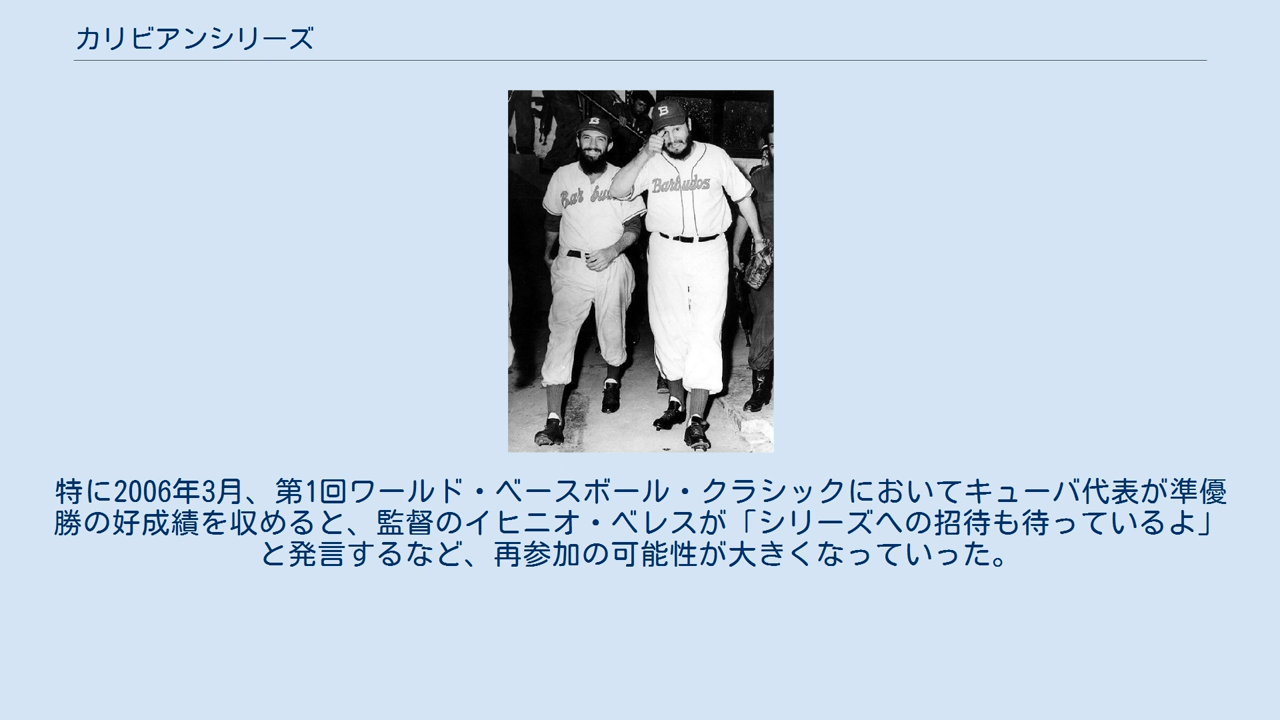 カリビアンシリーズ
B
Barbudos
特に2006年3月、第1回ワールド・ベースボール・クラシックにおいてキューバ代表が準優
勝の好成績を収めると、監督のイヒニオ・ベレスが「シリーズへの招待も待っているよ」
と発言するなど、再参加の可能性が大きくなっていった。